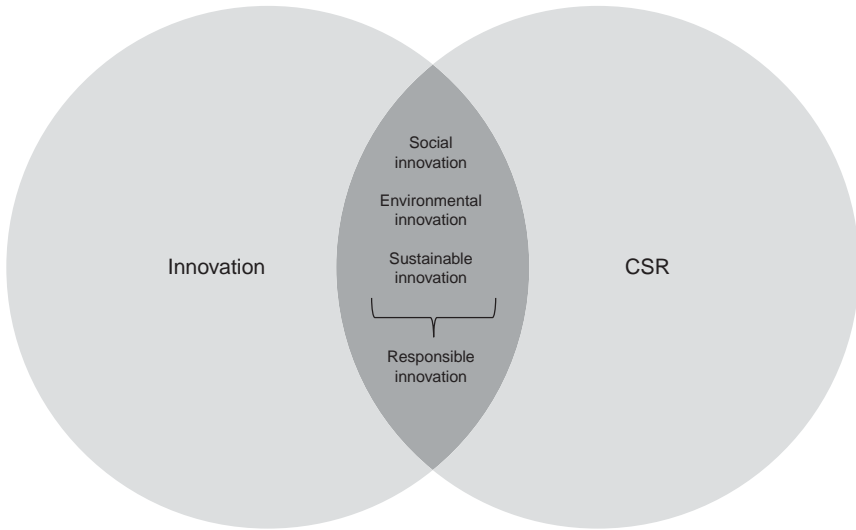 Social
innovation
Environmental
innovation
Innovation
Sustainable
innovation
CSR
Responsible
innovation